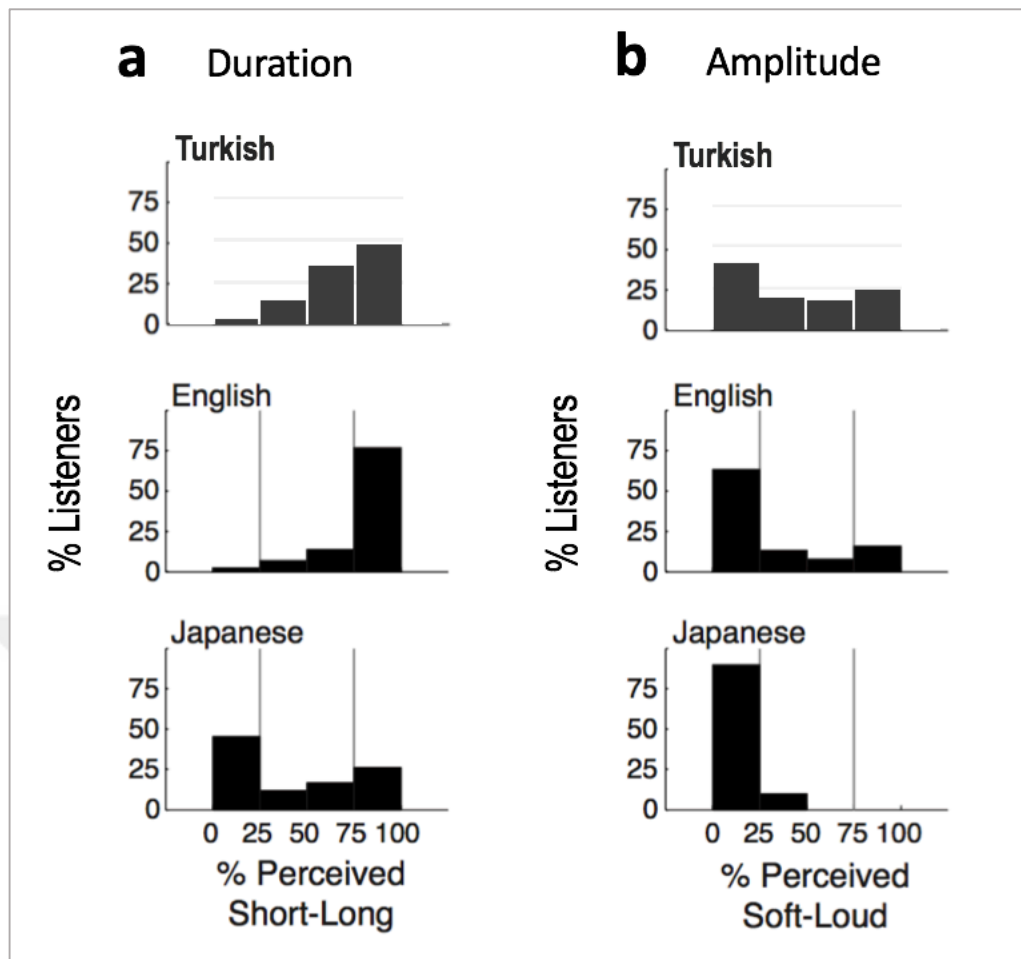 a Duration
Turkish
75
50
25
0
English
75
50
25
0
Japanese
75
50
25
0
0 25 50 75 100
% Perceived
Short-Long
% Listeners
b Amplitude
Turkish
75
50
25
0
English
75
50
25
0
Japanese
75
50
25
0
0 25 50 75 100
% Perceived
Soft-Loud
% Listeners